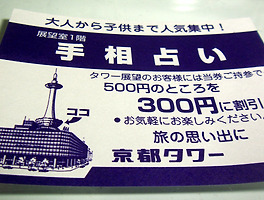 大人から子供まで人気集中!
展望室1階
手相占い
タワー展望のお客様には当券ご持参で
500円のところを
300円に割引
●お気軽にお楽しみください。
ココ
旅の思い出に
京都タワー